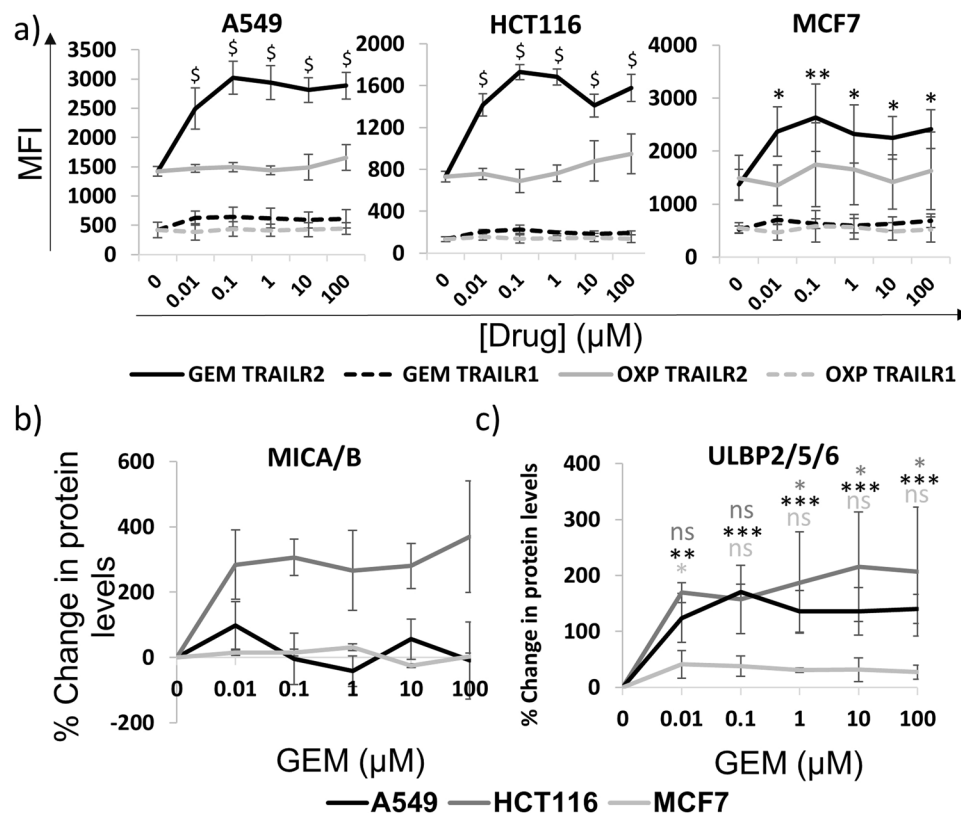 a)
A549
HCT116
MCF7
MFI
3500
3000
2500
2000
1500
1000
500
0
$ $ $ $ $
0 0.01 0.1 1 10 100
2000
1600
1200
800
400
0
$ $ $ $ $
0 0.01 0.1 1 10 100
4000
3000
2000
1000
0
* ** * * *
0 0.01 0.1 1 10 100
[Drug] (µM)
GEM TRAILR2 GEM TRAILR1 OXP TRAILR2 OXP TRAILR1
b)
MICA/B
% Change in protein
levels
600
400
200
0
-200
0 0.01 0.1 1 10 100
GEM (µM)
c)
ULBP2/5/6
% Change in protein levels
400
300
200
100
0
ns ns * * *
** *** *** *** ***
* ns ns ns ns
0 0.01 0.1 1 10 100
GEM (µM)
A549 HCT116 MCF7